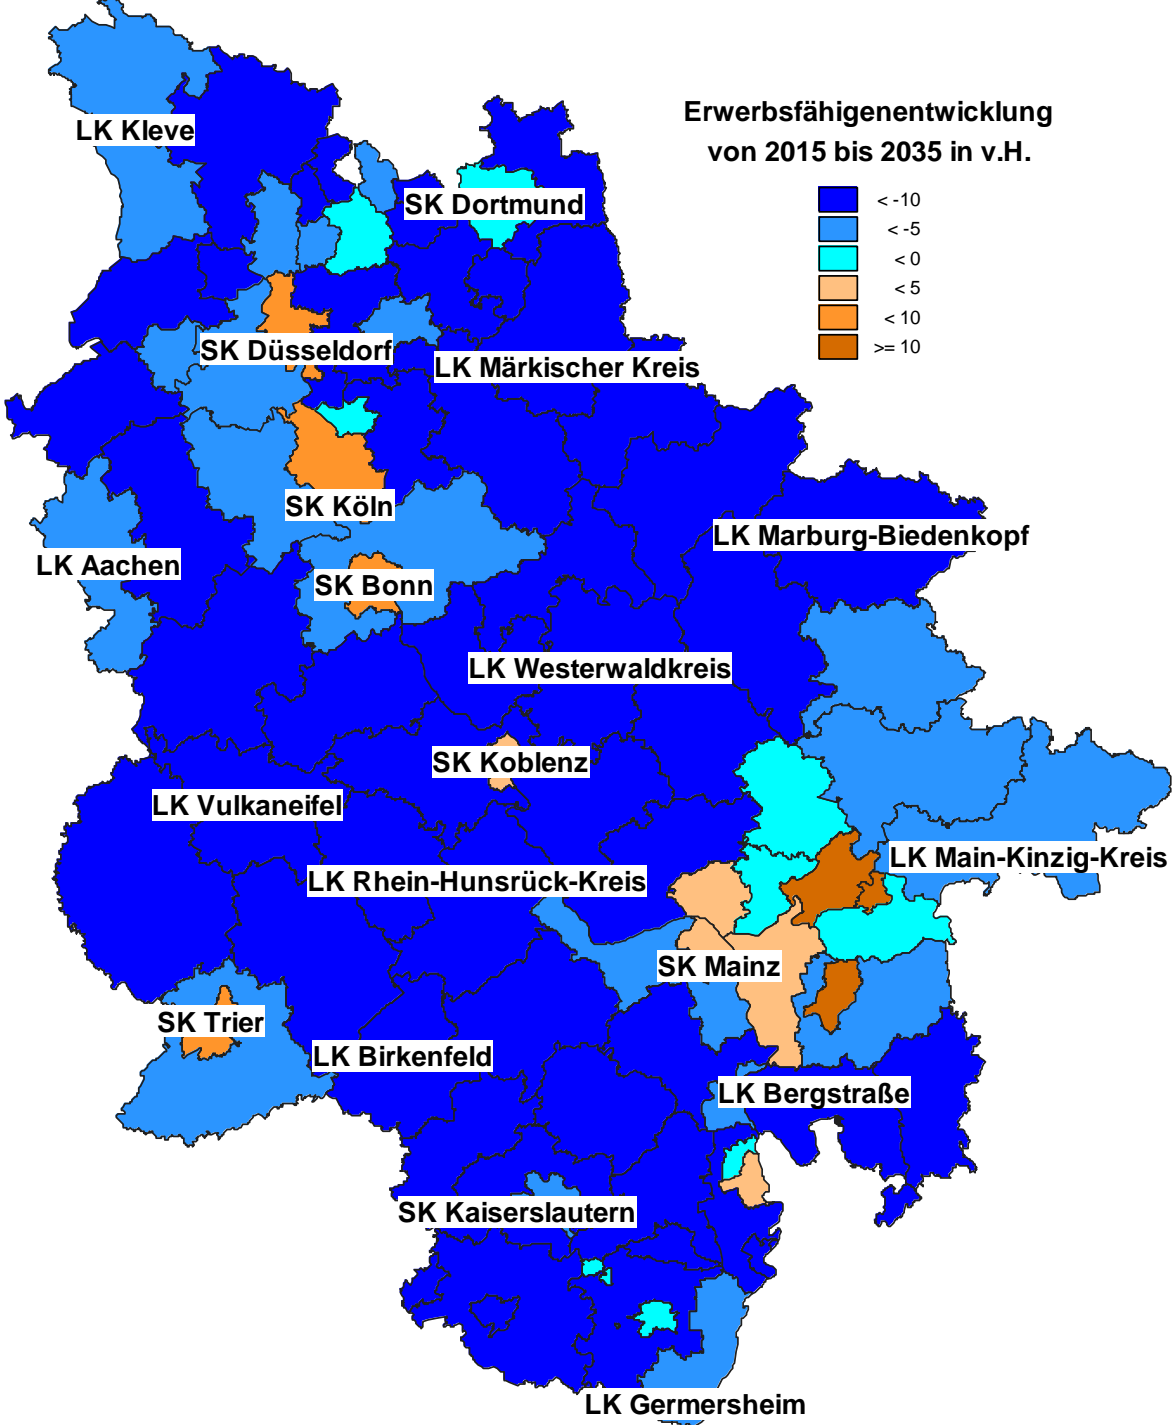 Erwerbsfähigenentwicklung
von 2015 bis 2035 in v.H.
< -10
< -5
< 0
< 5
< 10
>= 10
LK Kleve
SK Dortmund
SK Düsseldorf
LK Märkischer Kreis
SK Köln
LK Marburg-Biedenkopf
LK Aachen
SK Bonn
LK Westerwaldkreis
SK Koblenz
LK Vulkaneifel
LK Main-Kinzig-Kreis
LK Rhein-Hunsrück-Kreis
SK Mainz
SK Trier
LK Birkenfeld
LK Bergstraße
SK Kaiserslautern
LK Germersheim